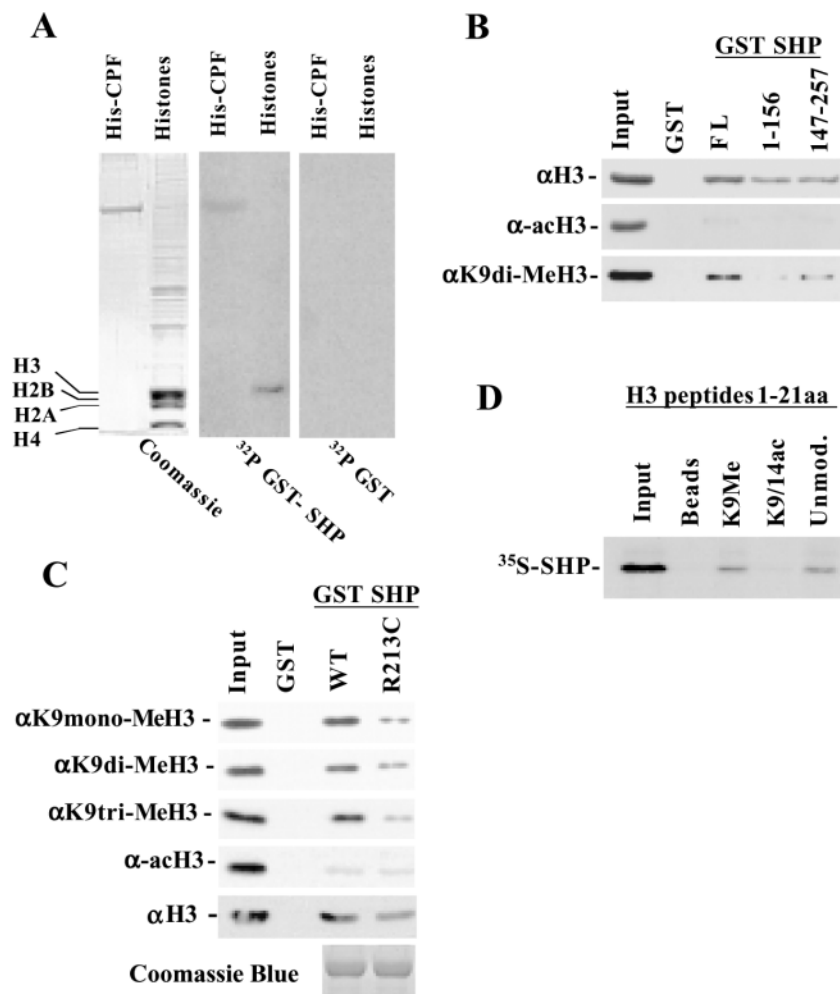 A
His-CPF
Histones
His-CPF
Histones
His-CPF
Histones
H3
H2B
H2A
H4
Coomassie
³²P GST- SHP
³²P GST
B
GST SHP
Input
GST
FL
1-156
147-257
αH3 -
α-acH3 -
αK9di-MeH3 -
D
H3 peptides 1-21aa
Input
Beads
K9Me
K9/14ac
Unmod.
³⁵S-SHP-
C
GST SHP
Input
GST
WT
R213C
αK9mono-MeH3 -
αK9di-MeH3 -
αK9tri-MeH3 -
α-acH3 -
αH3 -
Coomassie Blue